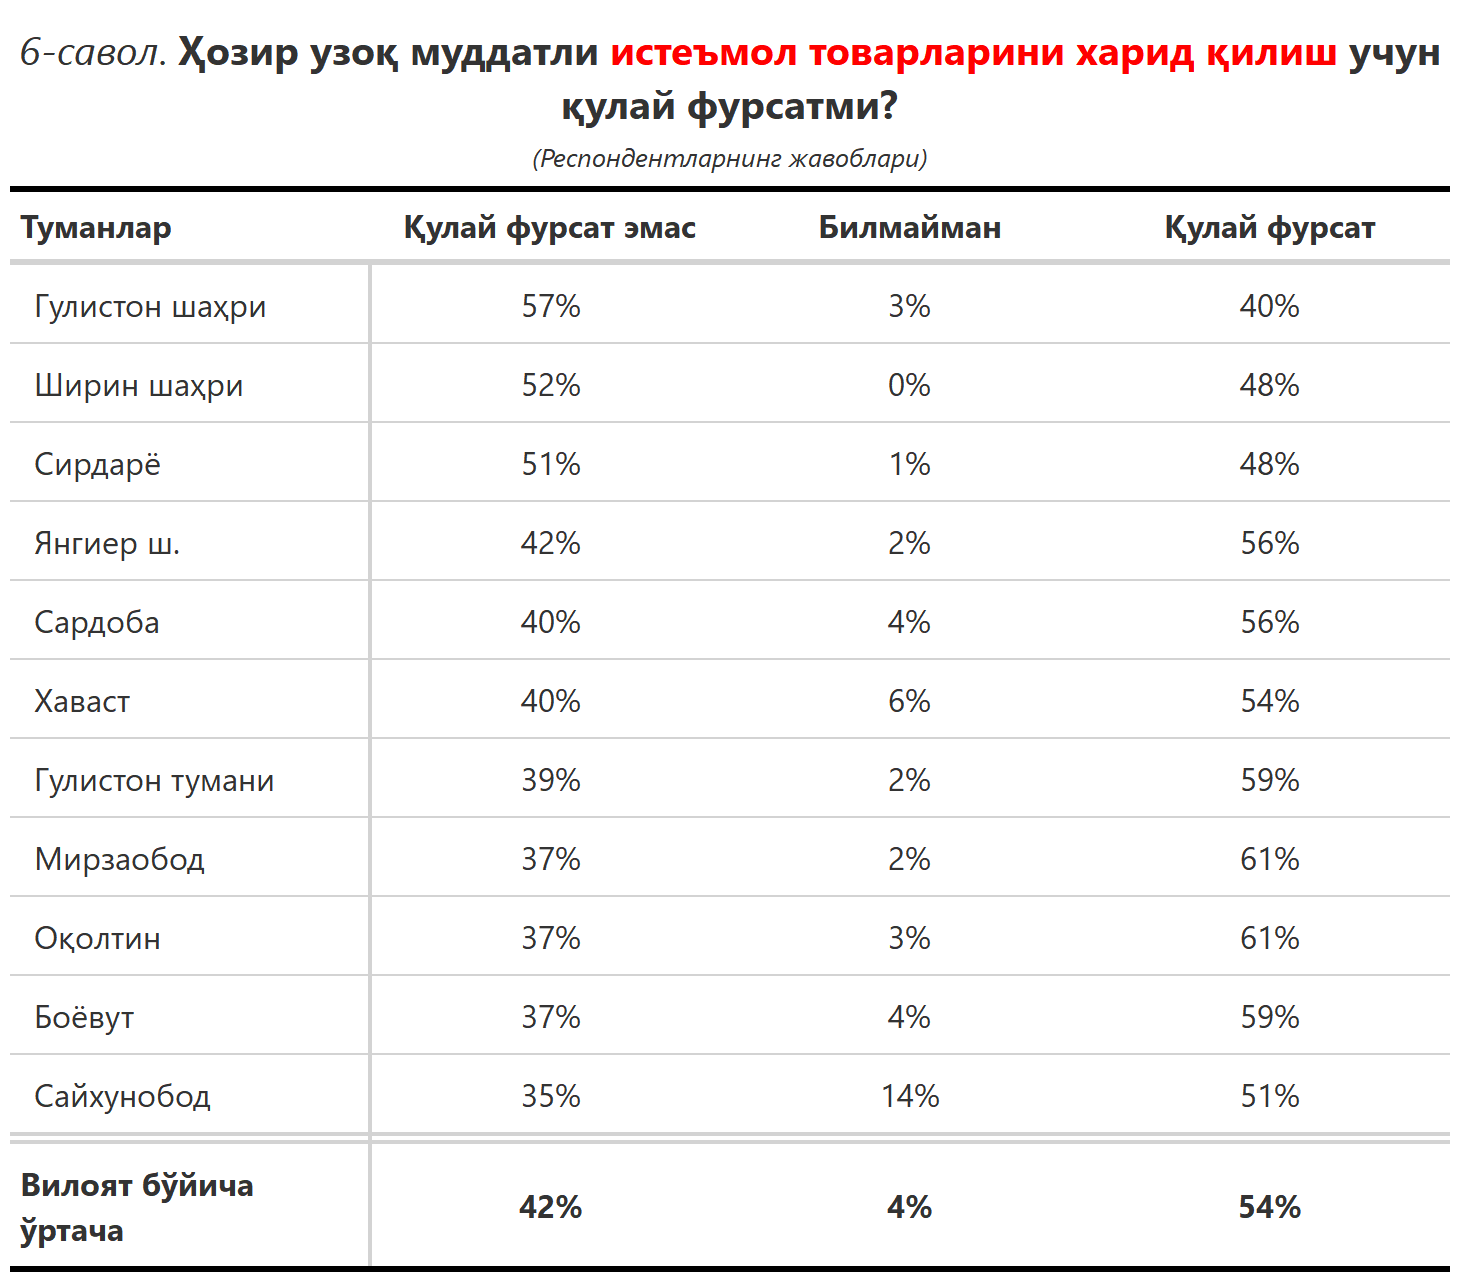 6-савол. Ҳозир узоқ муддатли истеъмол товарларини харид қилиш учун
қулай фурсатми?
(Респондентларнинг жавоблари)
Туманлар Қулай фурсат эмас Билмайман Қулай фурсат
Гулистон шаҳри 57% 3% 40%
Ширин шаҳри 52% 0% 48%
Сирдарё 51% 1% 48%
Янгиер ш. 42% 2% 56%
Сардоба 40% 4% 56%
Хаваст 40% 6% 54%
Гулистон тумани 39% 2% 59%
Мирзаобод 37% 2% 61%
Оқолтин 37% 3% 61%
Боёвут 37% 4% 59%
Сайхунобод 35% 14% 51%
Вилоят бўйича
ўртача 42% 4% 54%